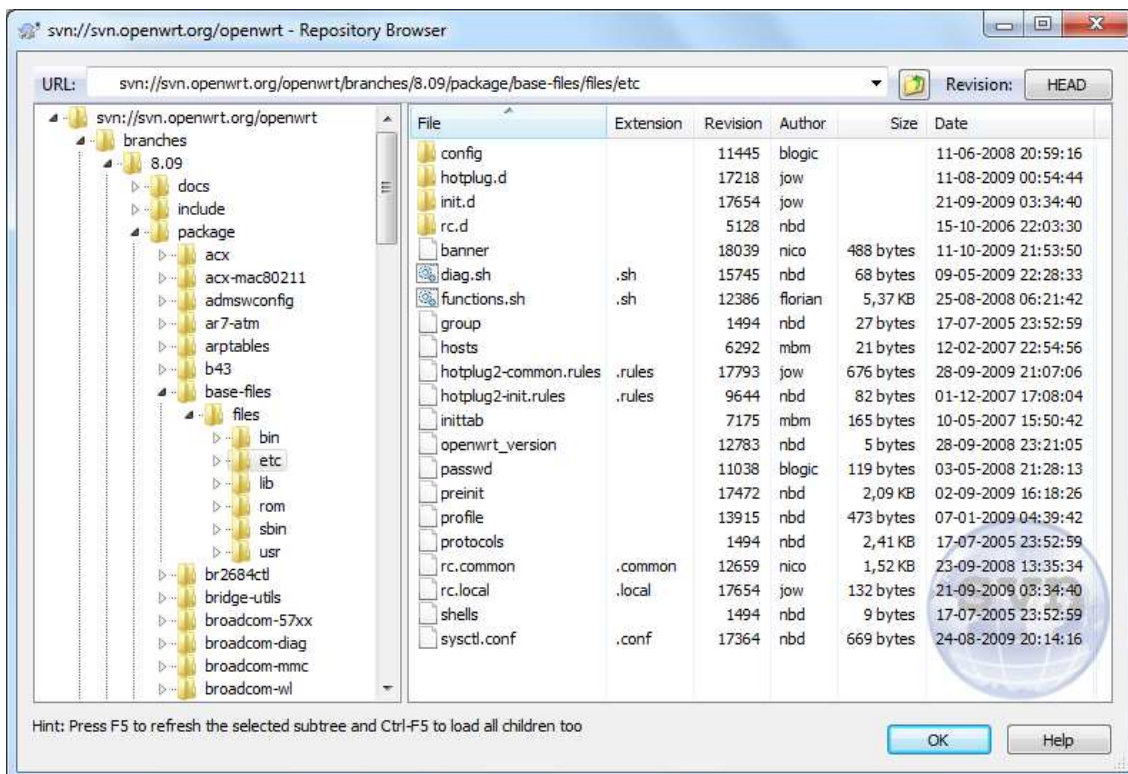 svn://svn.openwrt.org/openwrt - Repository Browser
URL: svn://svn.openwrt.org/openwrt/branches/8.09/package/base-files/files/etc Revision: HEAD
svn://svn.openwrt.org/openwrt
branches
8.09
docs
include
package
acx
acx-mac80211
admswconfig
ar7-atm
arptables
b43
base-files
files
bin
etc
lib
rom
sbin
usr
br2684ctl
bridge-utils
broadcom-57xx
broadcom-diag
broadcom-mmc
broadcom-wl
File Extension Revision Author Size Date
config 11445 blogic 11-06-2008 20:59:16
hotplug.d 17218 jow 11-08-2009 00:54:44
init.d 17654 jow 21-09-2009 03:34:40
rc.d 5128 nbd 15-10-2006 22:03:30
banner 18039 nico 488 bytes 11-10-2009 21:53:50
diag.sh .sh 15745 nbd 68 bytes 09-05-2009 22:28:33
functions.sh .sh 12386 florian 5,37 KB 25-08-2008 06:21:42
group 1494 nbd 27 bytes 17-07-2005 23:52:59
hosts 6292 mbm 21 bytes 12-02-2007 22:54:56
hotplug2-common.rules .rules 17793 jow 676 bytes 28-09-2009 21:07:06
hotplug2-init.rules .rules 9644 nbd 82 bytes 01-12-2007 17:08:04
inittab 7175 mbm 165 bytes 10-05-2007 15:50:42
openwrt_version 12783 nbd 5 bytes 28-09-2008 23:21:05
passwd 11038 blogic 119 bytes 03-05-2008 21:28:13
preinit 17472 nbd 2,09 KB 02-09-2009 16:18:26
profile 13915 nbd 473 bytes 07-01-2009 04:39:42
protocols 1494 nbd 2,41 KB 17-07-2005 23:52:59
rc.common .common 12659 nico 1,52 KB 23-09-2008 13:35:34
rc.local .local 17654 jow 132 bytes 21-09-2009 03:34:40
shells 1494 nbd 9 bytes 17-07-2005 23:52:59
sysctl.conf .conf 17364 nbd 669 bytes 24-08-2009 20:14:16
svn
Hint: Press F5 to refresh the selected subtree and Ctrl-F5 to load all children too
OK Help